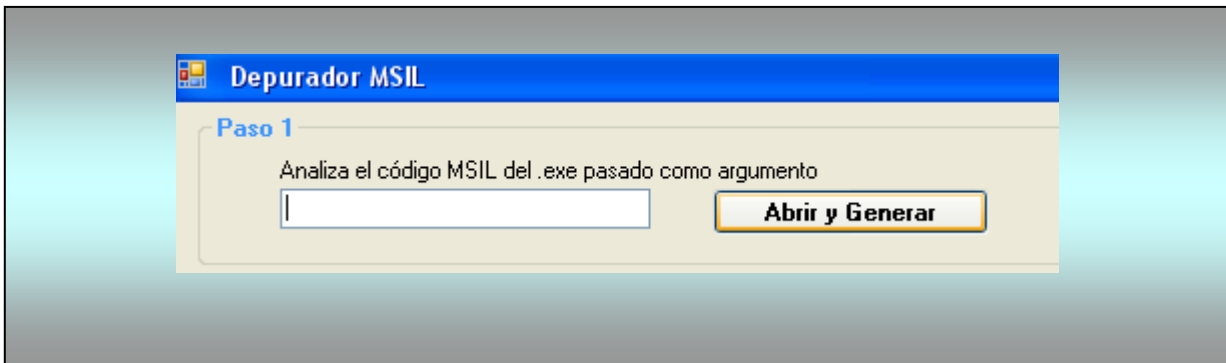 Depurador MSIL
Paso 1
Analiza el código MSIL del .exe pasado como argumento
Abrir y Generar